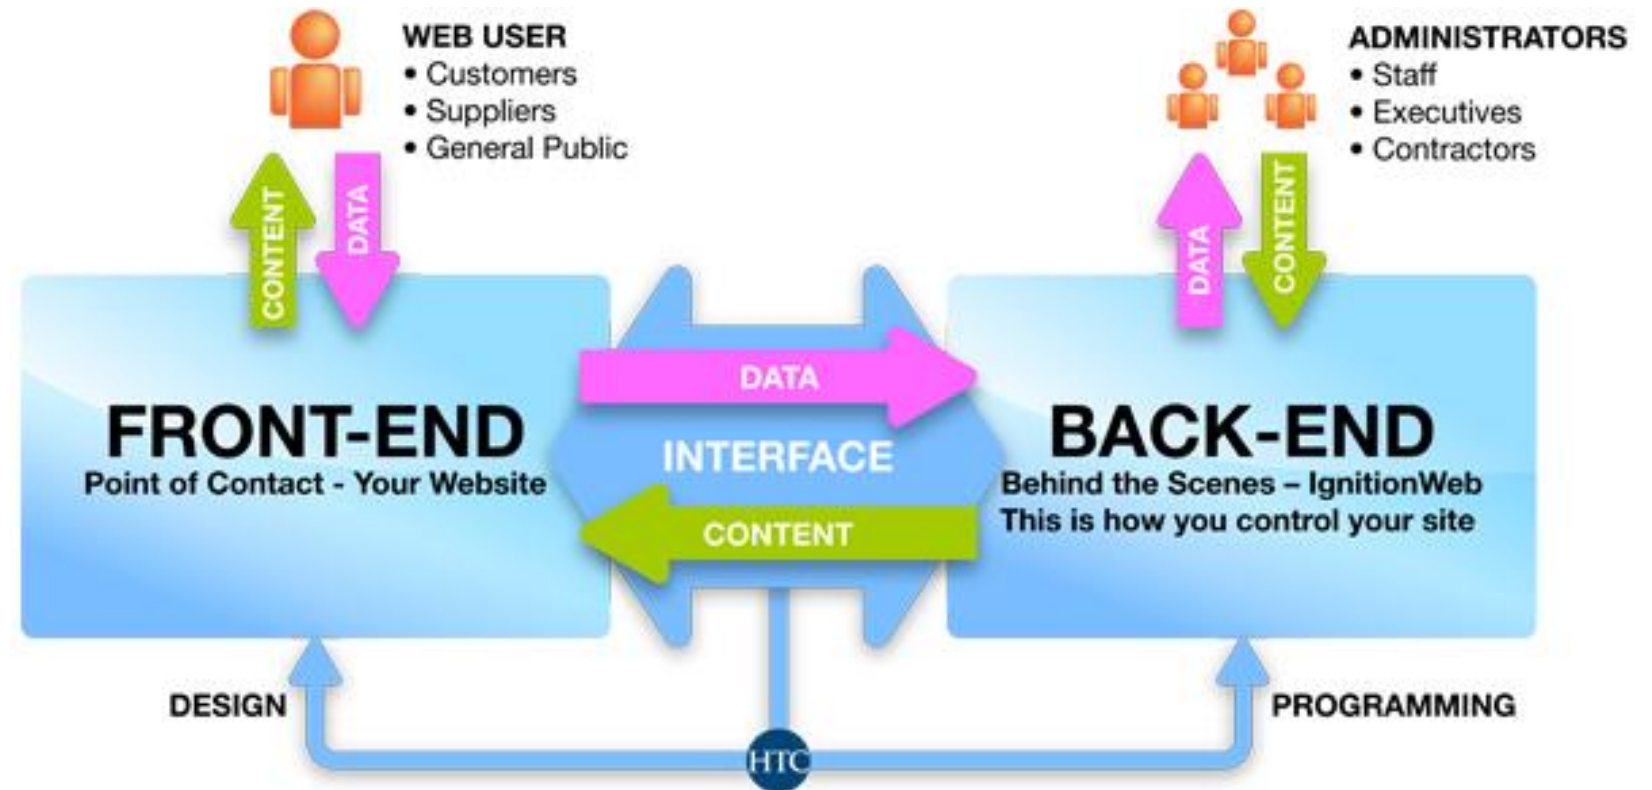 WEB USER
• Customers
• Suppliers
• General Public
ADMINISTRATORS
• Staff
• Executives
• Contractors
CONTENT
DATA
DATA
CONTENT
DATA
INTERFACE
CONTENT
FRONT-END
Point of Contact - Your Website
BACK-END
Behind the Scenes – IgnitionWeb
This is how you control your site
DESIGN
PROGRAMMING
HTC